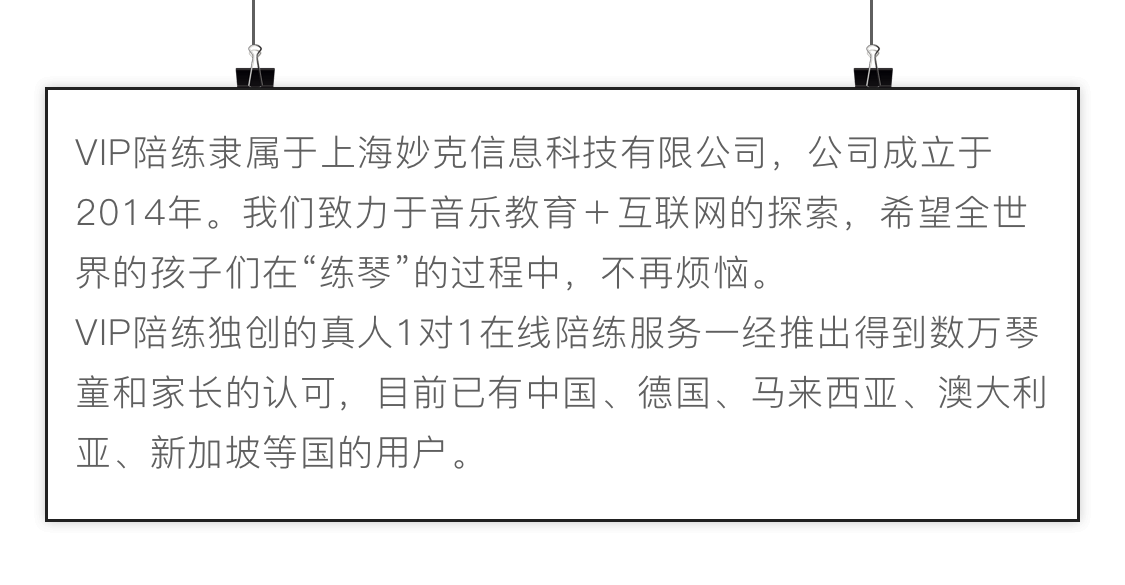 VIP陪练隶属于上海妙克信息科技有限公司，公司成立于
2014年。我们致力于音乐教育＋互联网的探索，希望全世
界的孩子们在“练琴”的过程中，不再烦恼。
VIP陪练独创的真人1对1在线陪练服务一经推出得到数万琴
童和家长的认可，目前已有中国、德国、马来西亚、澳大利
亚、新加坡等国的用户。